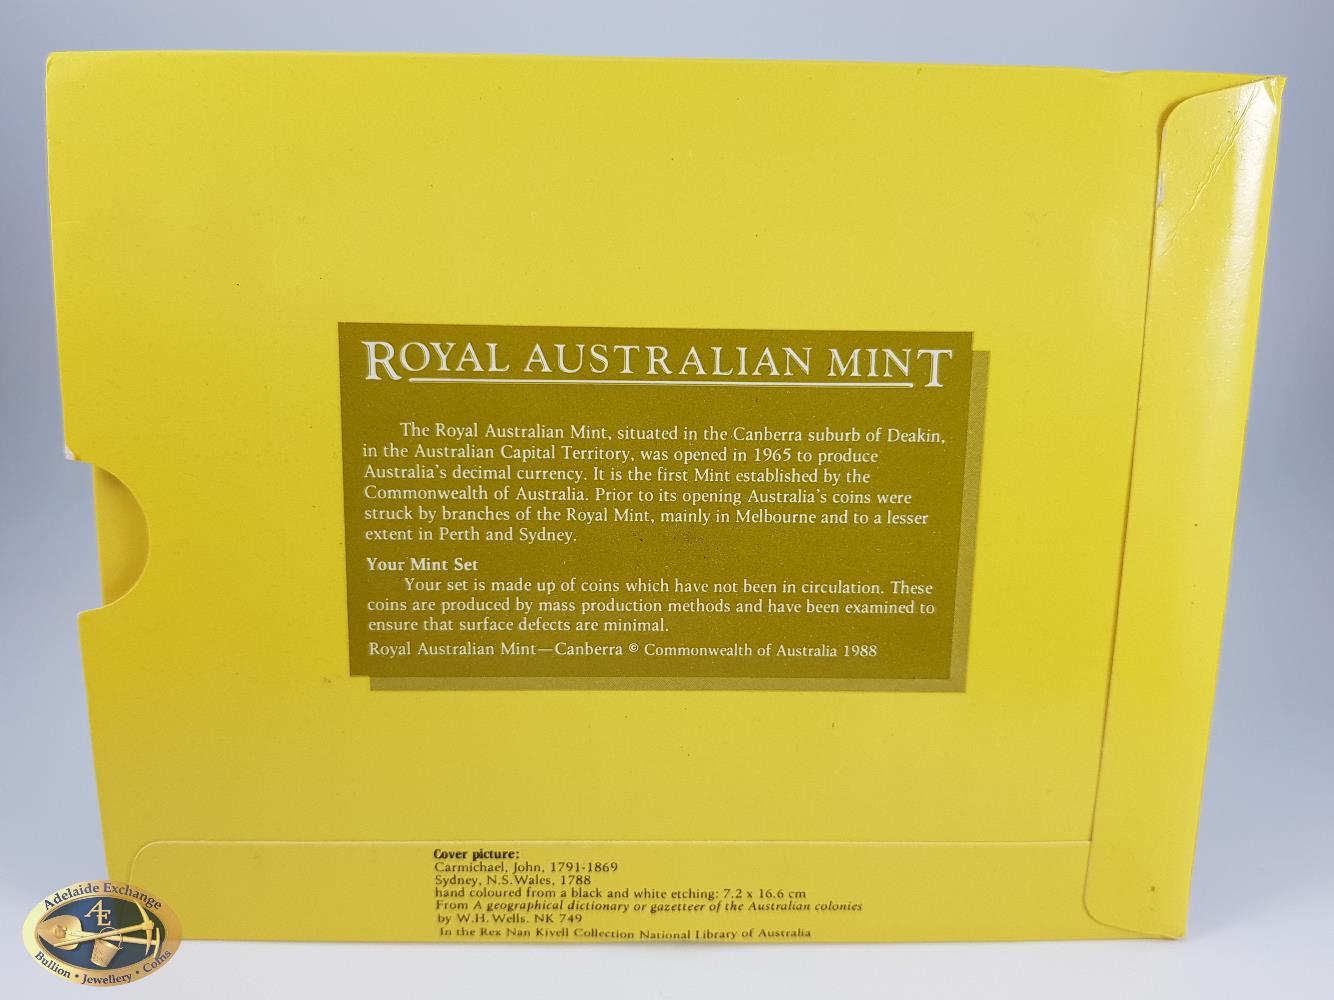 ROYAL AUSTRALIAN MINT
The Royal Australian Mint, situated in the Canberra suburb of Deakin,
in the Australian Capital Territory, was opened in 1965 to produce
Australia's decimal currency. It is the first Mint established by the
Commonwealth of Australia. Prior to its opening Australia's coins were
struck by branches of the Royal Mint, mainly in Melbourne and to a lesser
extent in Perth and Sydney.
Your Mint Set
Your set is made up of coins which have not been in circulation. These
coins are produced by mass production methods and have been examined to
ensure that surface defects are minimal.
Royal Australian Mint—Canberra © Commonwealth of Australia 1988
Cover picture:
Carmichael, John, 1791-1869
Sydney, N.S.Wales, 1788
hand coloured from a black and white etching: 7.2 x 16.6 cm
From A geographical dictionary or gazetteer of the Australian colonies
by W.H. Wells. NK 749
In the Rex Nan Kivell Collection National Library of Australia
Adelaide Exchange
AE
Bullion • Jewellery • Coins